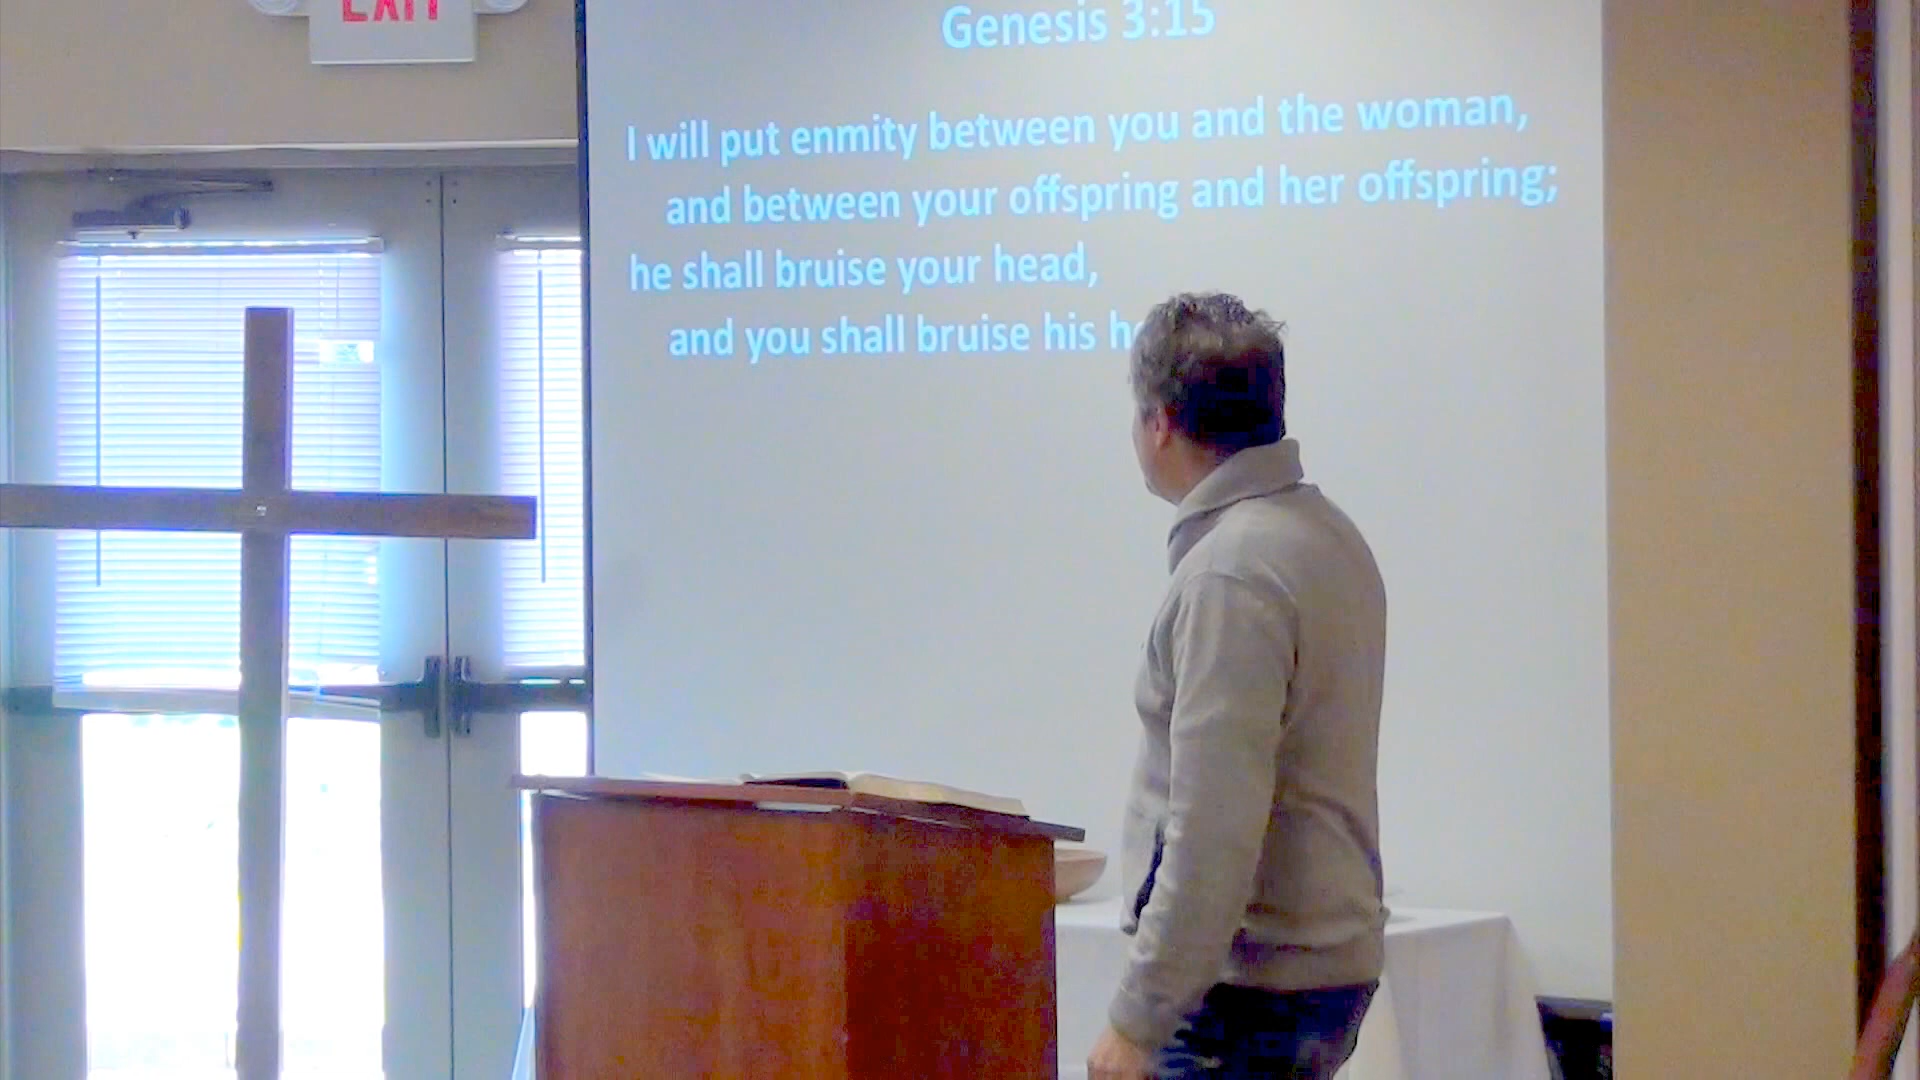 EXIT
Genesis 3:15
I will put enmity between you and the woman,
and between your offspring and her offspring;
he shall bruise your head,
and you shall bruise his